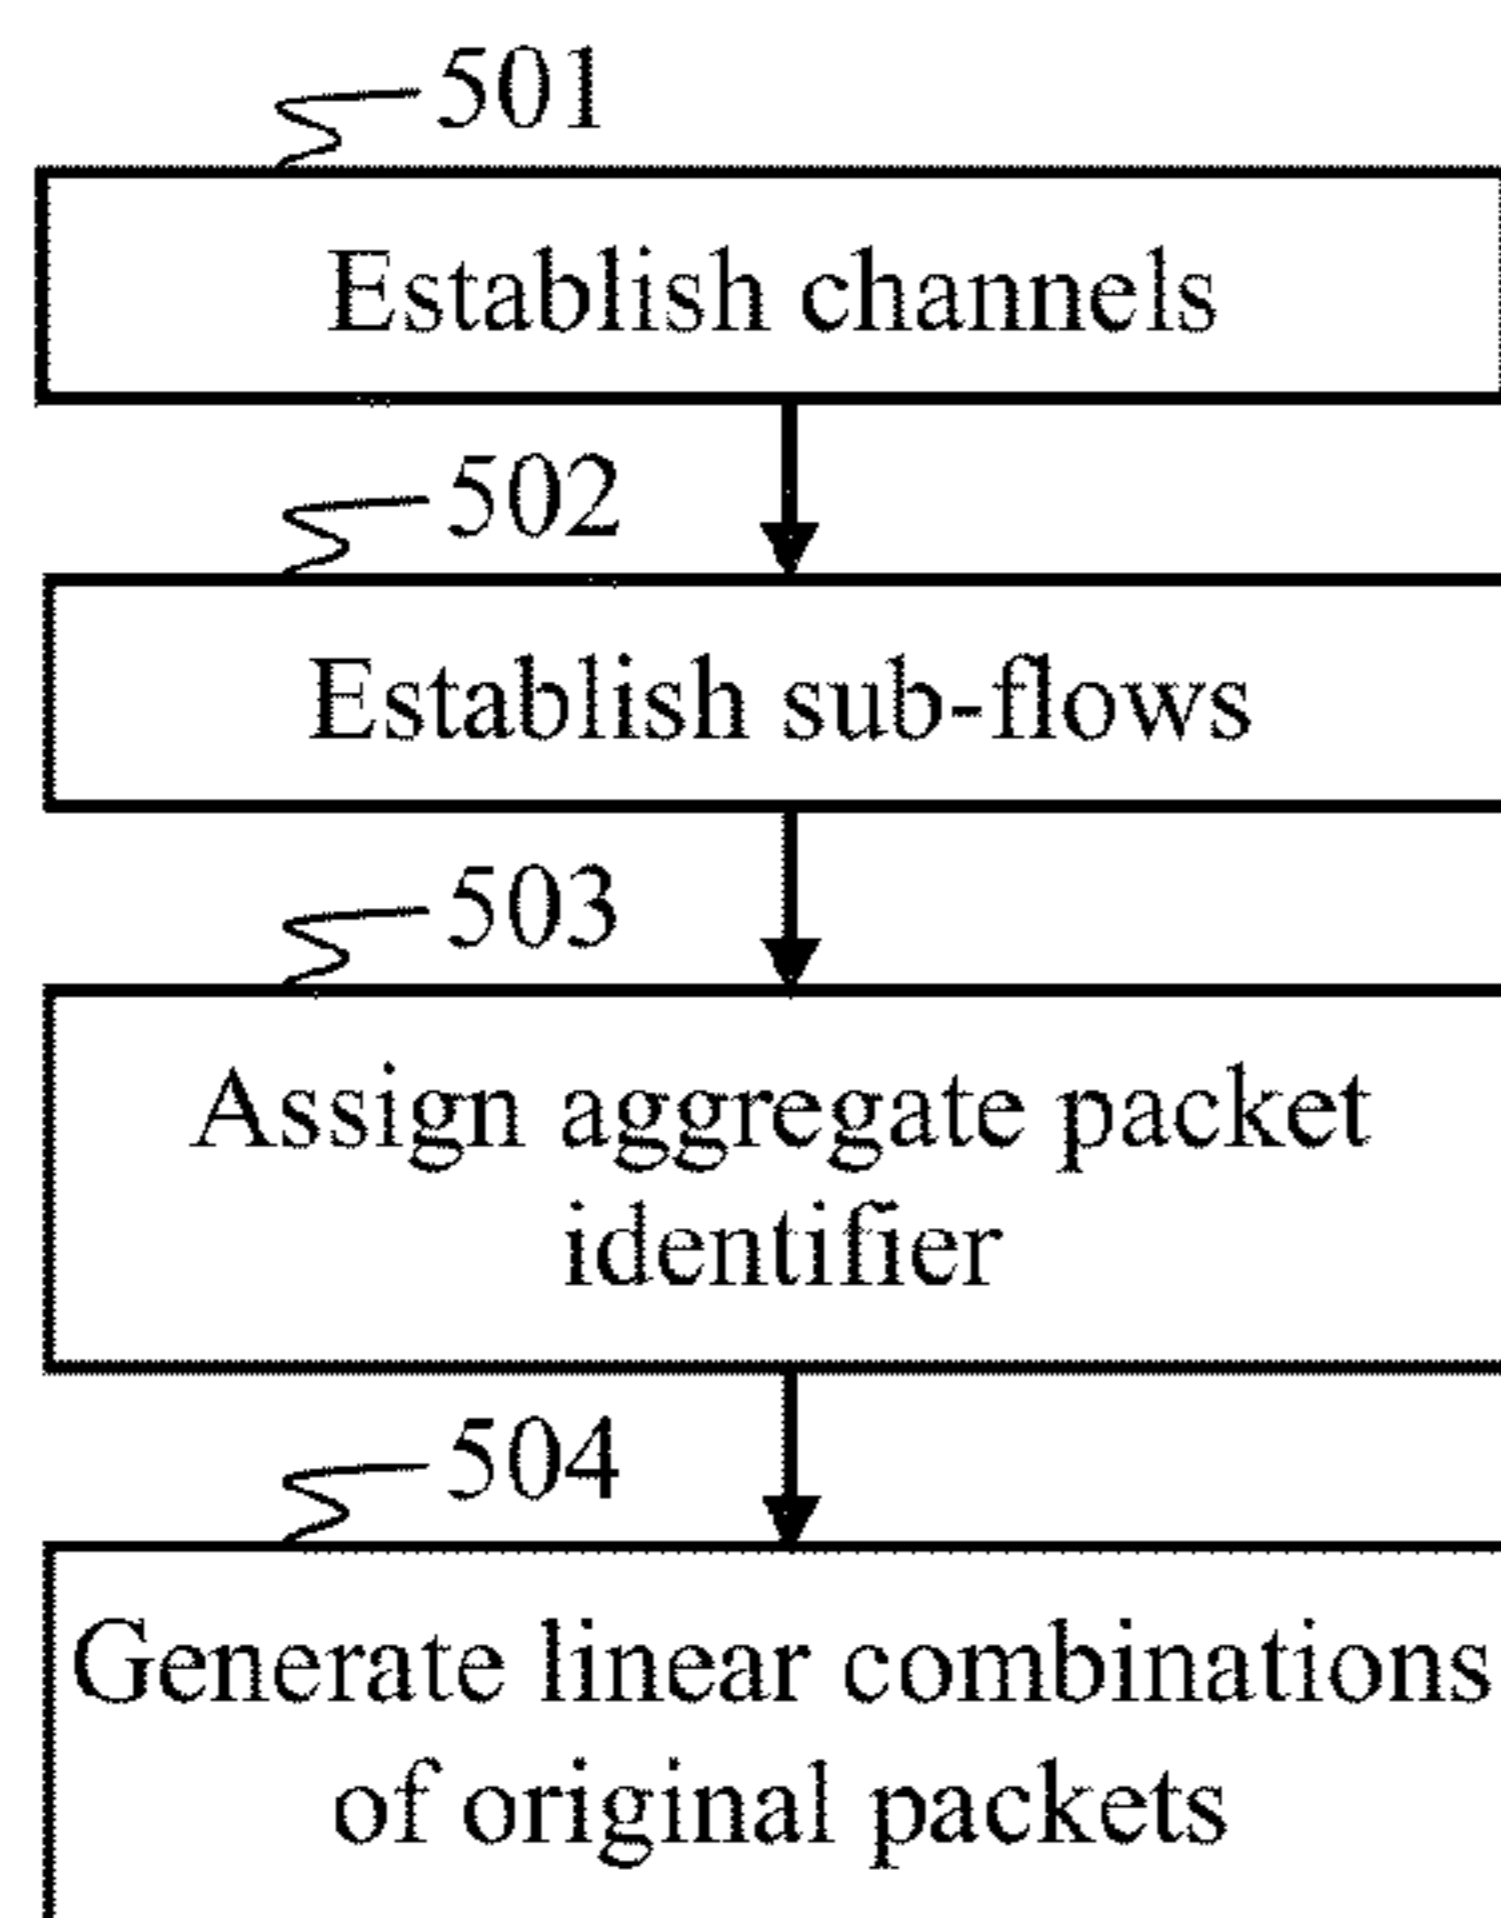 501
Establish channels
502
Establish sub-flows
503
Assign aggregate packet
identifier
504
Generate linear combinations
of original packets